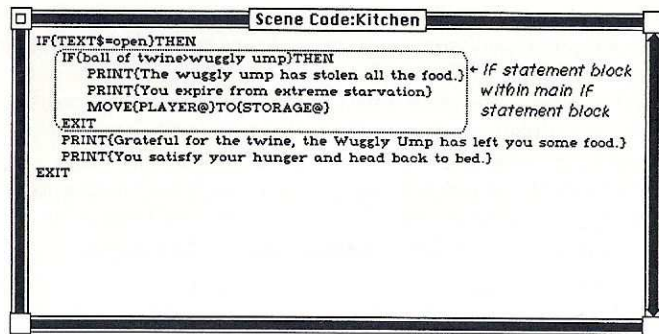 Scene Code:Kitchen
IF{TEXT$=open}THEN
IF{ball of twine>wuggly ump}THEN
PRINT{The wuggly ump has stolen all the food.}
PRINT{You expire from extreme starvation}
MOVE{PLAYER@}TO{STORAGE@}
EXIT
← IF statement block
within main IF
statement block
PRINT{Grateful for the twine, the Wuggly Ump has left you some food.}
PRINT{You satisfy your hunger and head back to bed.}
EXIT